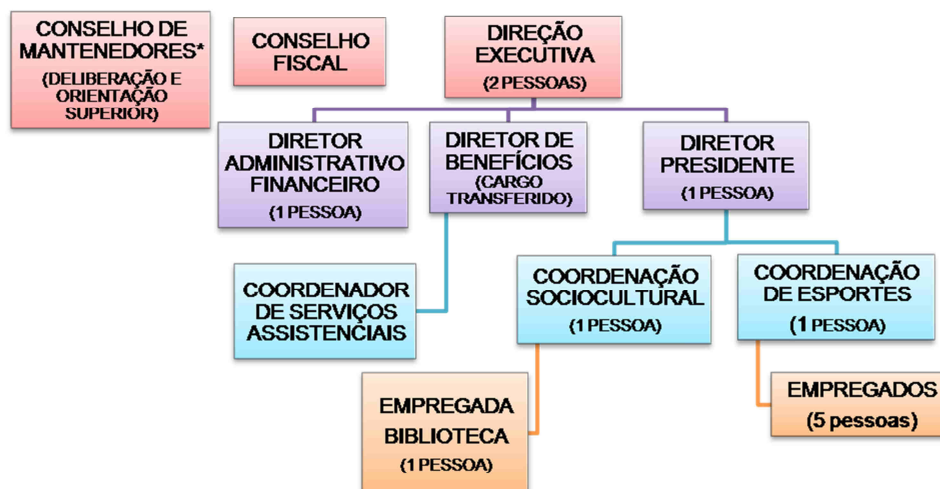 CONSELHO DE
MANTENEDORES*
(DELIBERAÇÃO E
ORIENTAÇÃO
SUPERIOR)
CONSELHO
FISCAL
DIREÇÃO
EXECUTIVA
(2 PESSOAS)
DIRETOR
ADMINISTRATIVO
FINANCEIRO
(1 PESSOA)
DIRETOR DE
BENEFÍCIOS
(CARGO
TRANSFERIDO)
DIRETOR
PRESIDENTE
(1 PESSOA)
COORDENADOR
DE SERVIÇOS
ASSISTENCIAIS
COORDENAÇÃO
SOCIOCULTURAL
(1 PESSOA)
COORDENAÇÃO
DE ESPORTES
(1 PESSOA)
EMPREGADA
BIBLIOTECA
(1 PESSOA)
EMPREGADOS
(5 pessoas)